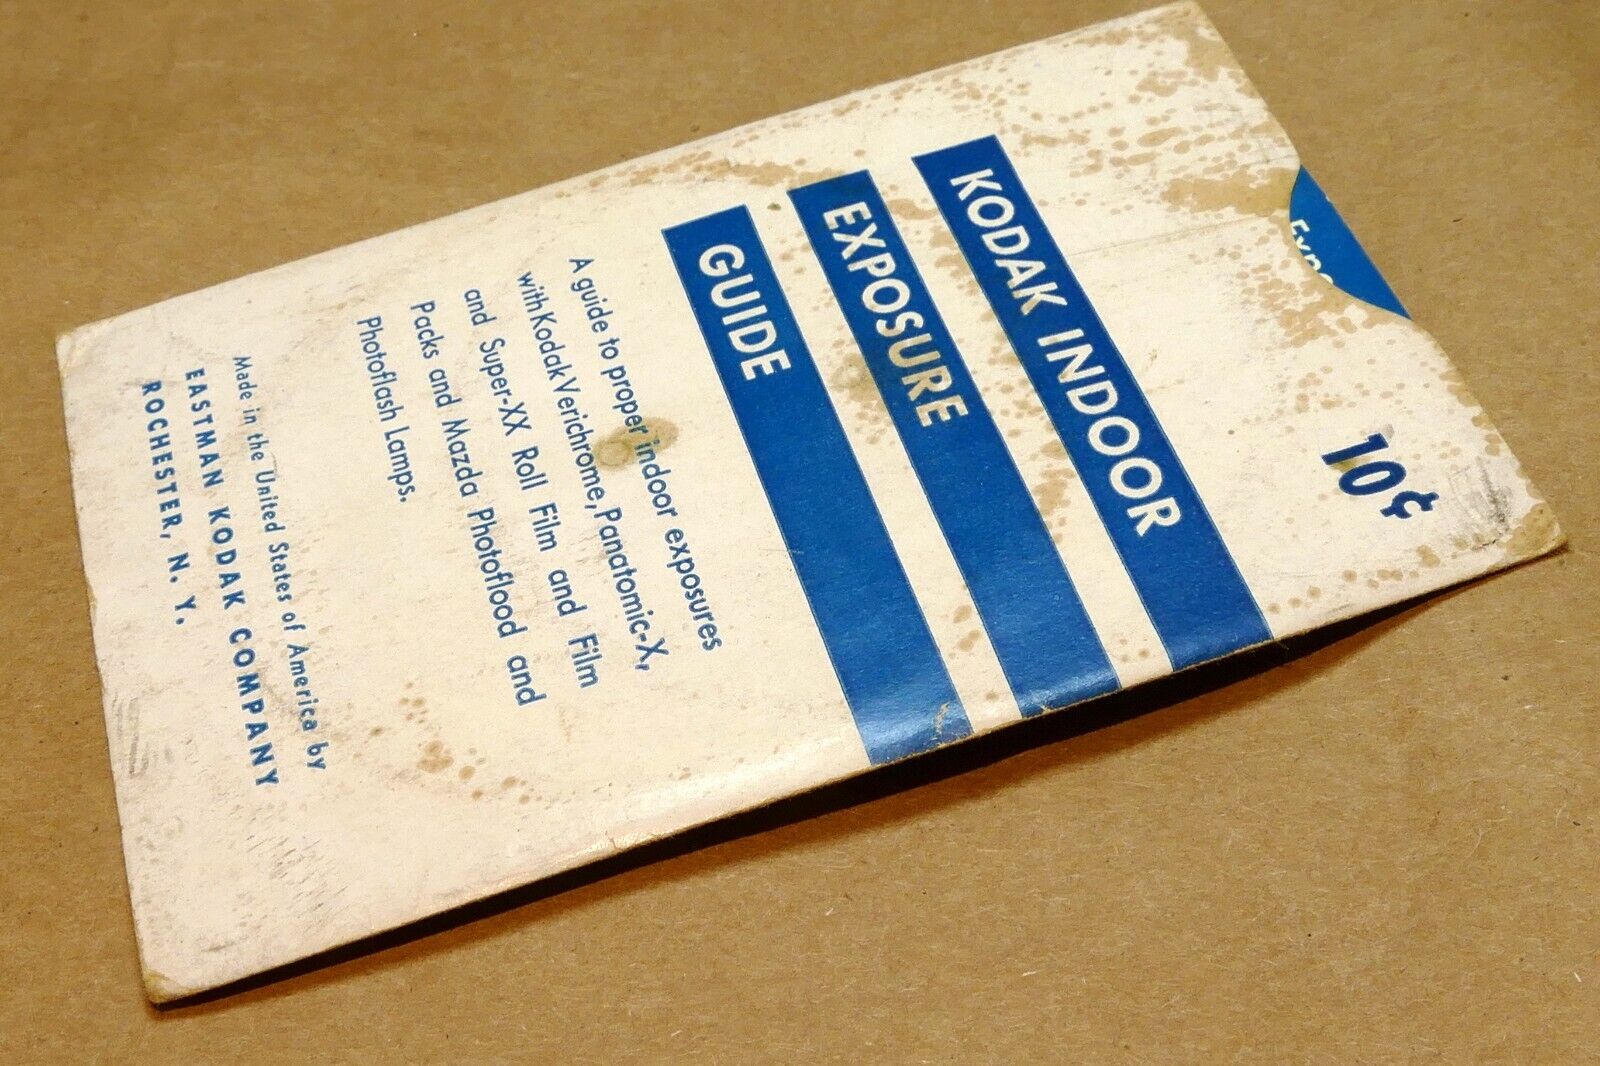 10¢
Expo
KODAK INDOOR
EXPOSURE
GUIDE
A guide to proper indoor exposures
with Kodak Verichrome, Panatomic-X,
and Super-XX Roll Film and Film
Packs and Mazda Photoflood and
Photoflash Lamps.
Made in the United States of America by
EASTMAN KODAK COMPANY
ROCHESTER, N. Y.